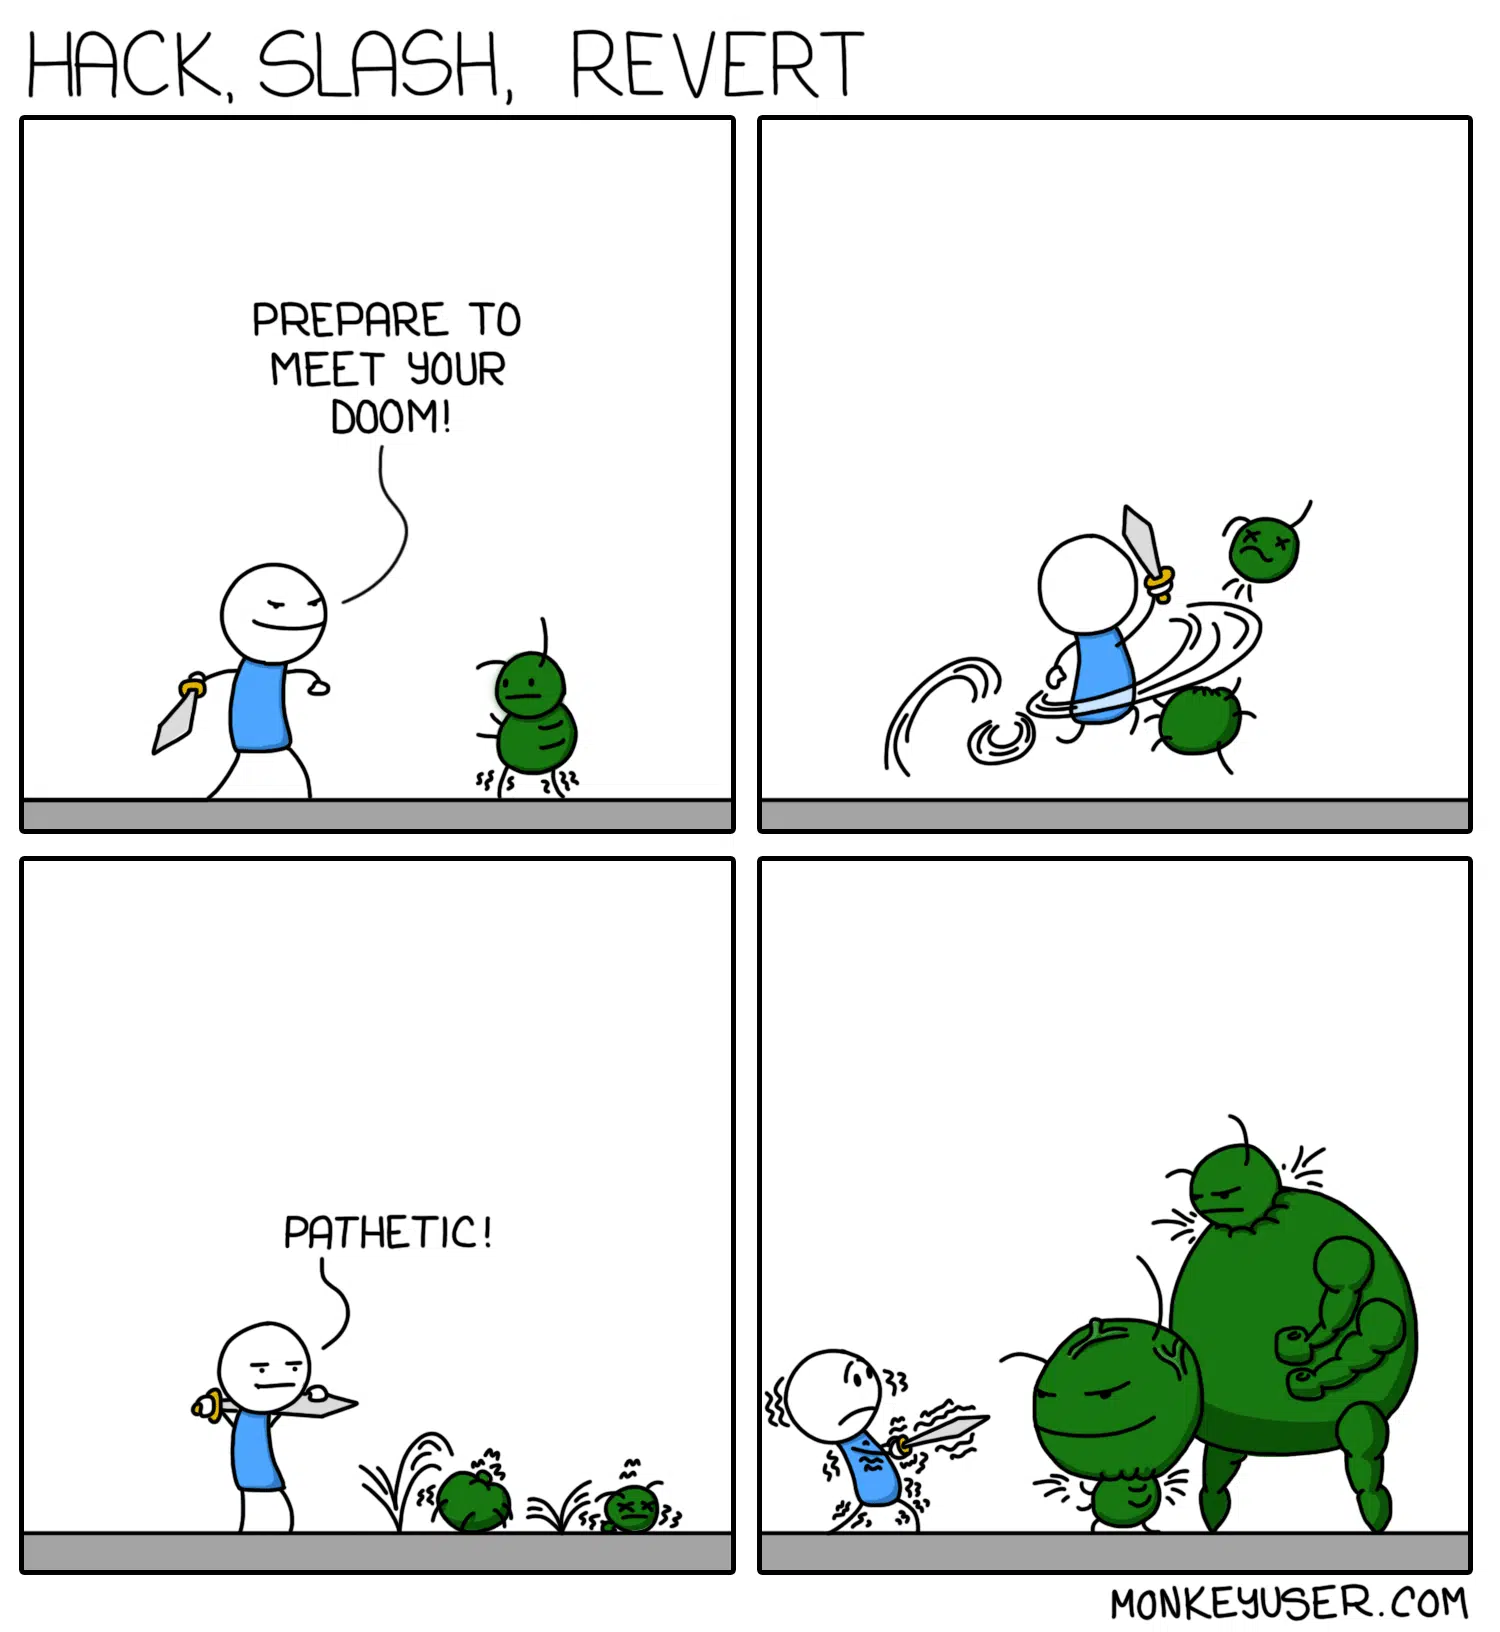 HACK, SLASH, REVERT
PREPARE TO
MEET YOUR
DOOM!
PATHETIC!
MONKEYUSER.COM